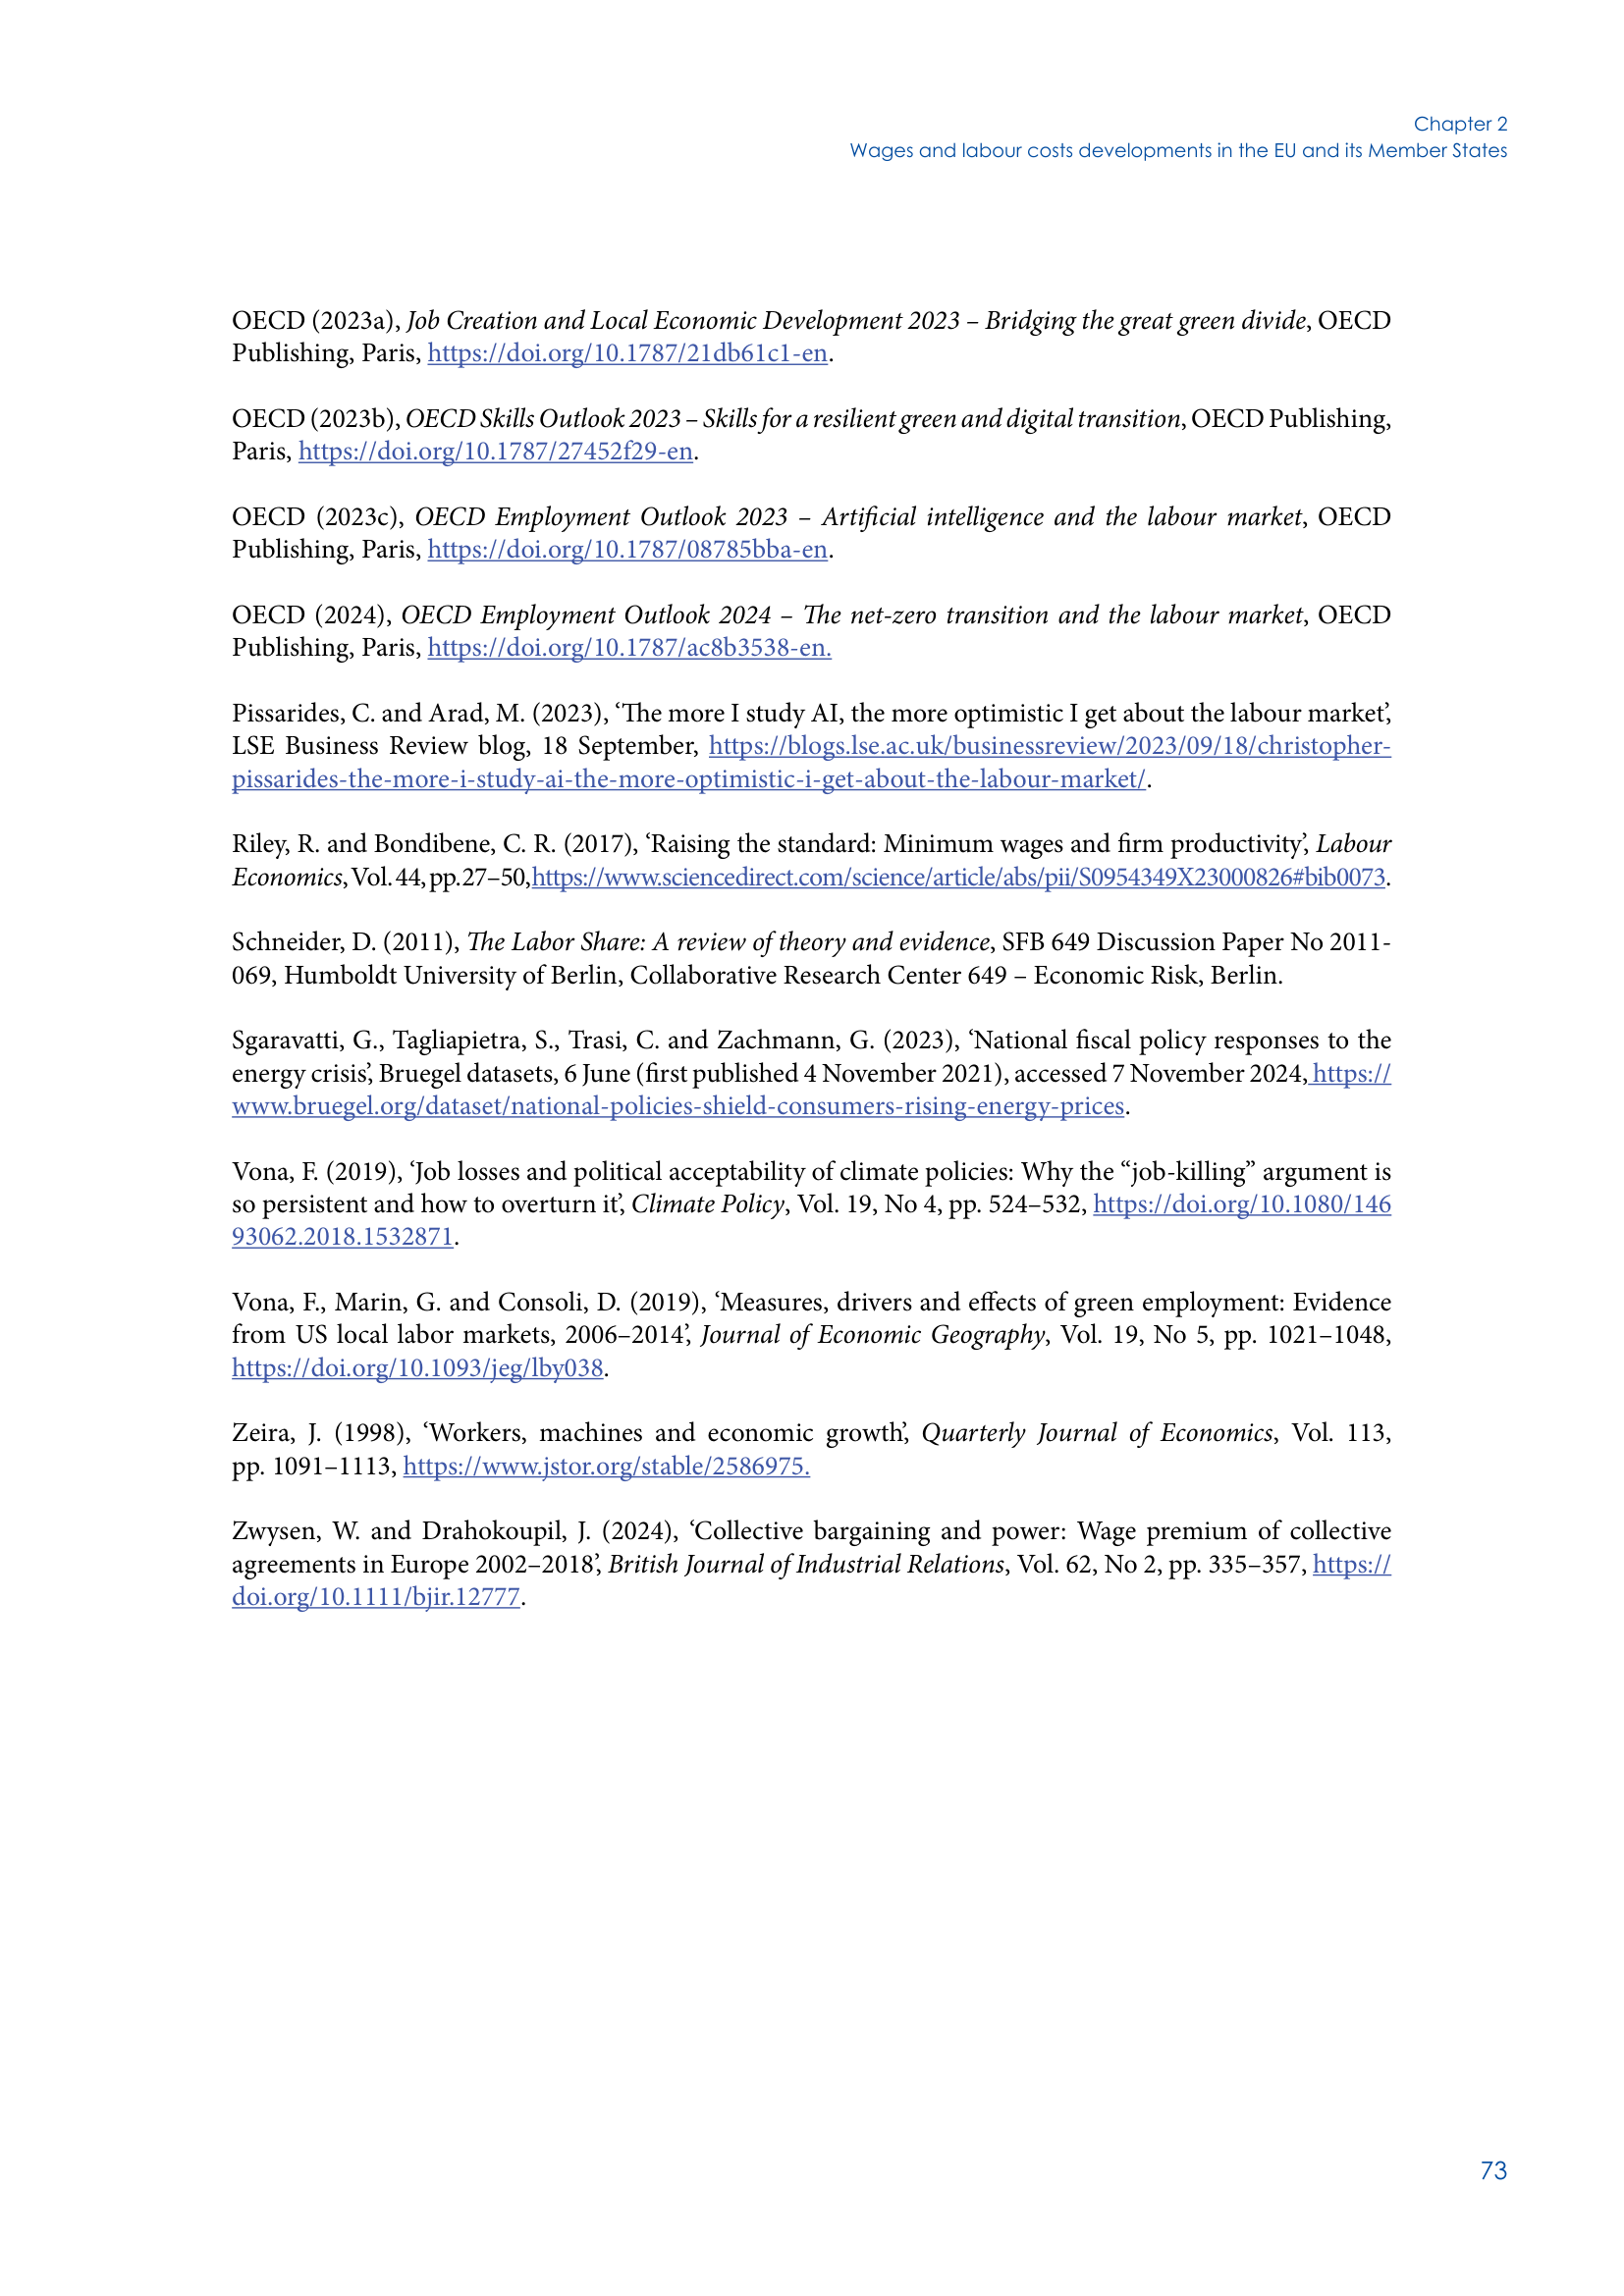 Chapter 2
Wages and labour costs developments in the EU and its Member States
OECD (2023a), Job Creation and Local Economic Development 2023 – Bridging the great green divide, OECD
Publishing, Paris, https://doi.org/10.1787/21db61c1-en.
OECD (2023b), OECD Skills Outlook 2023 – Skills for a resilient green and digital transition, OECD Publishing,
Paris, https://doi.org/10.1787/27452f29-en.
OECD (2023c), OECD Employment Outlook 2023 – Artificial intelligence and the labour market, OECD
Publishing, Paris, https://doi.org/10.1787/08785bba-en.
OECD (2024), OECD Employment Outlook 2024 – The net-zero transition and the labour market, OECD
Publishing, Paris, https://doi.org/10.1787/ac8b3538-en.
Pissarides, C. and Arad, M. (2023), ‘The more I study AI, the more optimistic I get about the labour market’,
LSE Business Review blog, 18 September, https://blogs.lse.ac.uk/businessreview/2023/09/18/christopher-
pissarides-the-more-i-study-ai-the-more-optimistic-i-get-about-the-labour-market/.
Riley, R. and Bondibene, C. R. (2017), ‘Raising the standard: Minimum wages and firm productivity’, Labour
Economics, Vol. 44, pp. 27–50, https://www.sciencedirect.com/science/article/abs/pii/S0954349X23000826#bib0073.
Schneider, D. (2011), The Labor Share: A review of theory and evidence, SFB 649 Discussion Paper No 2011-
069, Humboldt University of Berlin, Collaborative Research Center 649 – Economic Risk, Berlin.
Sgaravatti, G., Tagliapietra, S., Trasi, C. and Zachmann, G. (2023), ‘National fiscal policy responses to the
energy crisis’, Bruegel datasets, 6 June (first published 4 November 2021), accessed 7 November 2024, https://
www.bruegel.org/dataset/national-policies-shield-consumers-rising-energy-prices.
Vona, F. (2019), ‘Job losses and political acceptability of climate policies: Why the “job-killing” argument is
so persistent and how to overturn it’, Climate Policy, Vol. 19, No 4, pp. 524–532, https://doi.org/10.1080/146
93062.2018.1532871.
Vona, F., Marin, G. and Consoli, D. (2019), ‘Measures, drivers and effects of green employment: Evidence
from US local labor markets, 2006–2014’, Journal of Economic Geography, Vol. 19, No 5, pp. 1021–1048,
https://doi.org/10.1093/jeg/lby038.
Zeira, J. (1998), ‘Workers, machines and economic growth’, Quarterly Journal of Economics, Vol. 113,
pp. 1091–1113, https://www.jstor.org/stable/2586975.
Zwysen, W. and Drahokoupil, J. (2024), ‘Collective bargaining and power: Wage premium of collective
agreements in Europe 2002–2018’, British Journal of Industrial Relations, Vol. 62, No 2, pp. 335–357, https://
doi.org/10.1111/bjir.12777.
73